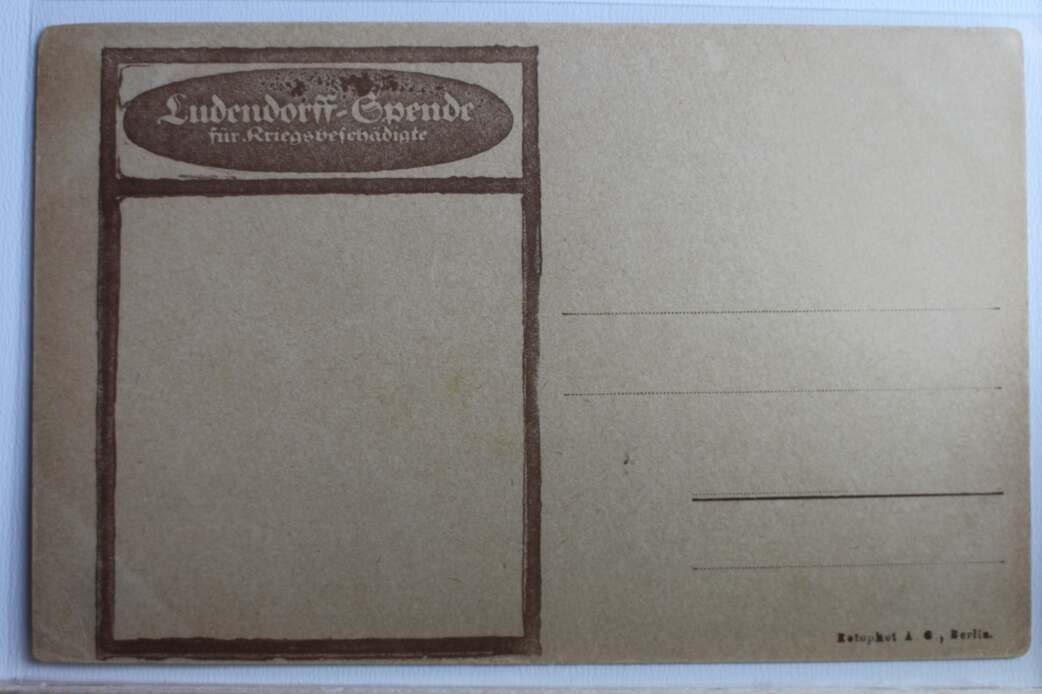 Ludendorff-Spende
für Kriegsbeschädigte
Rotophot A G, Berlin.